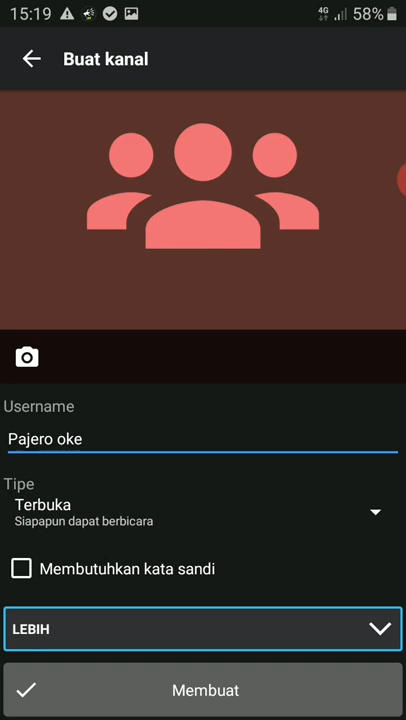 15:19 4G 58%
Buat kanal
Username
Pajero oke
Tipe
Terbuka
Siapapun dapat berbicara
Membutuhkan kata sandi
LEBIH
Membuat